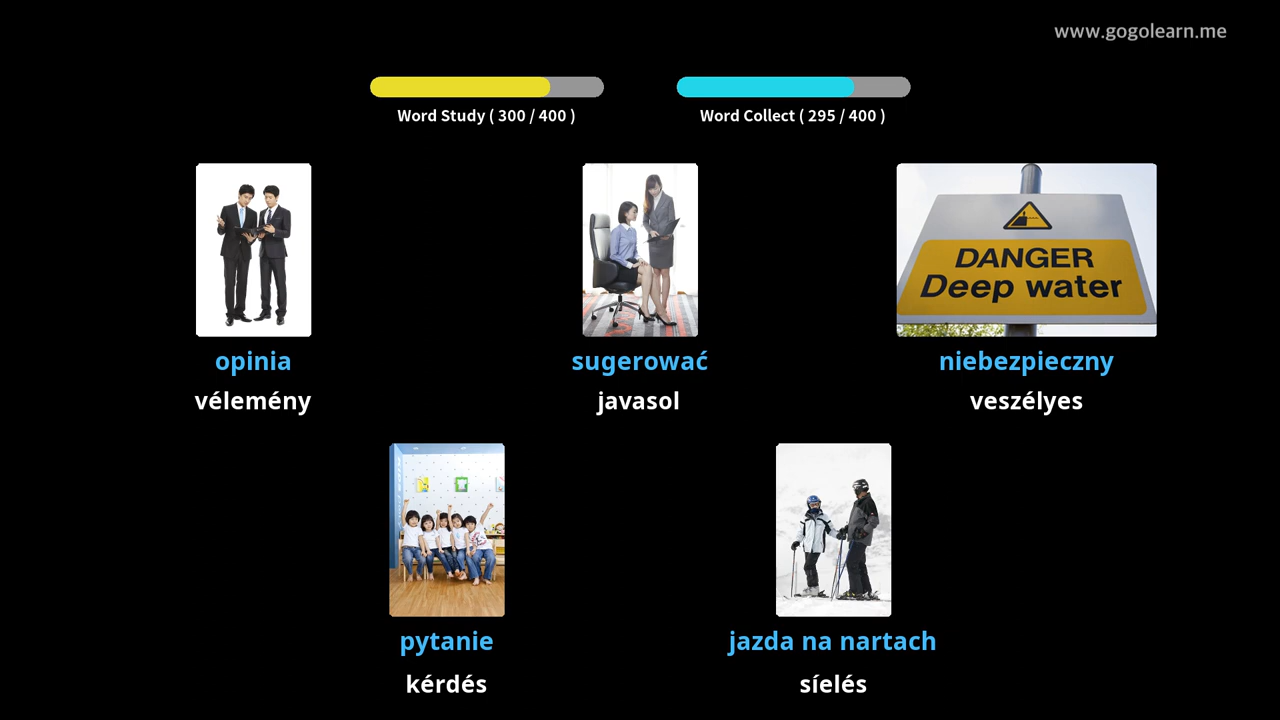 www.gogolearn.me
Word Study ( 300 / 400 )
Word Collect ( 295 / 400 )
DANGER
Deep water
opinia
vélemény
sugerować
javasol
niebezpieczny
veszélyes
pytanie
kérdés
jazda na nartach
síelés